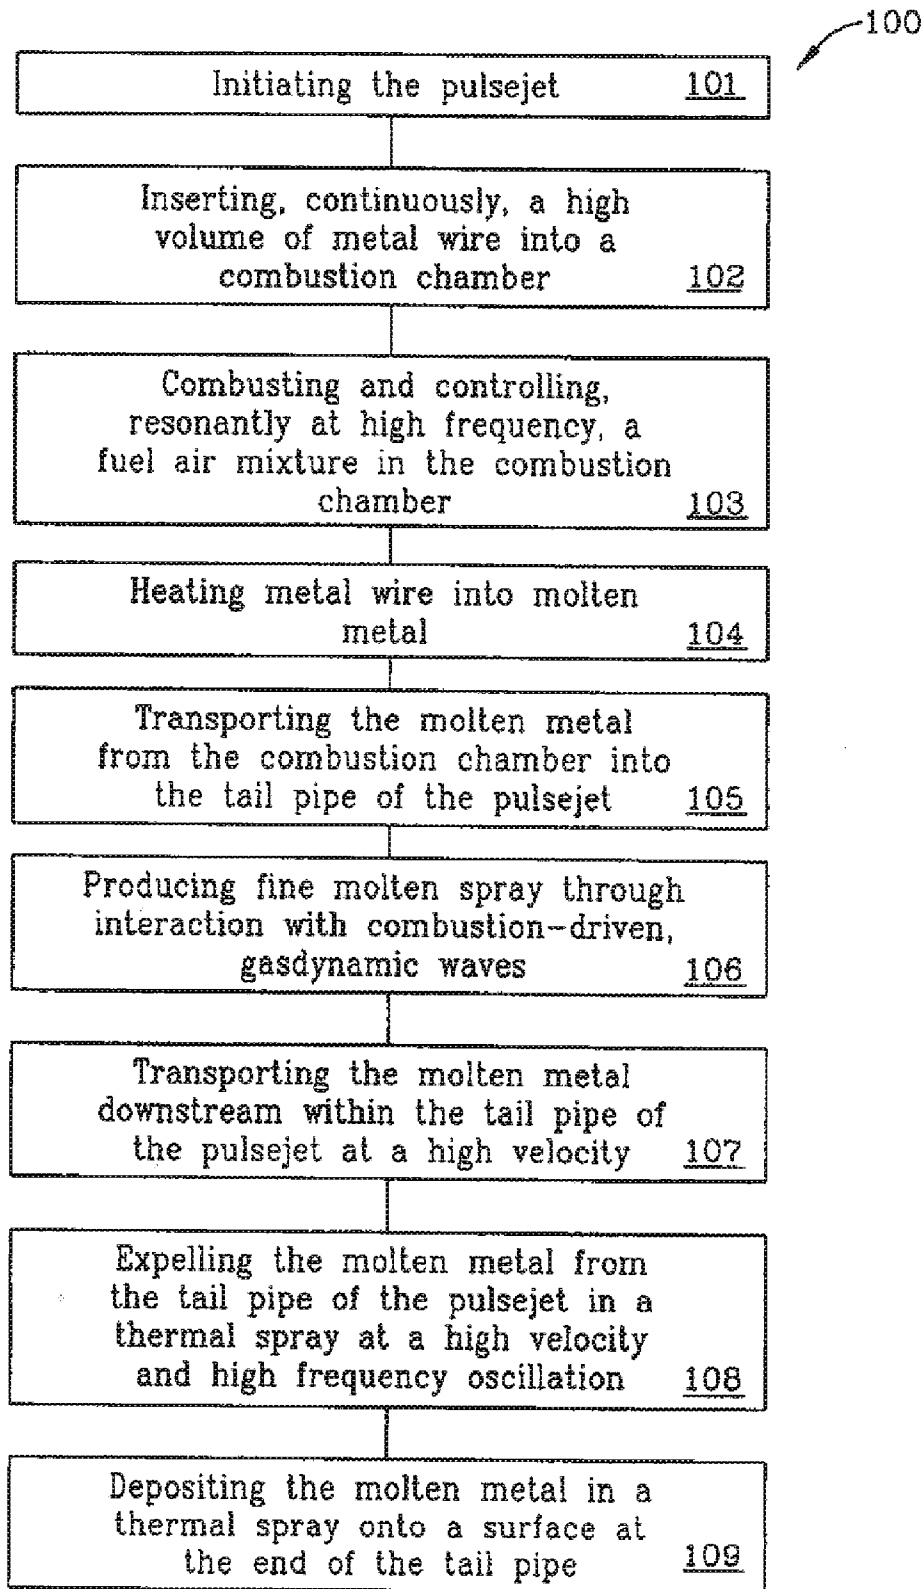 100
Initiating the pulsejet 101
Inserting, continuously, a high
volume of metal wire into a
combustion chamber 102
Combusting and controlling,
resonantly at high frequency, a
fuel air mixture in the combustion
chamber 103
Heating metal wire into molten
metal 104
Transporting the molten metal
from the combustion chamber into
the tail pipe of the pulsejet 105
Producing fine molten spray through
interaction with combustion-driven,
gasdynamic waves 106
Transporting the molten metal
downstream within the tail pipe of
the pulsejet at a high velocity 107
Expelling the molten metal from
the tail pipe of the pulsejet in a
thermal spray at a high velocity
and high frequency oscillation 108
Depositing the molten metal in a
thermal spray onto a surface at
the end of the tail pipe 109